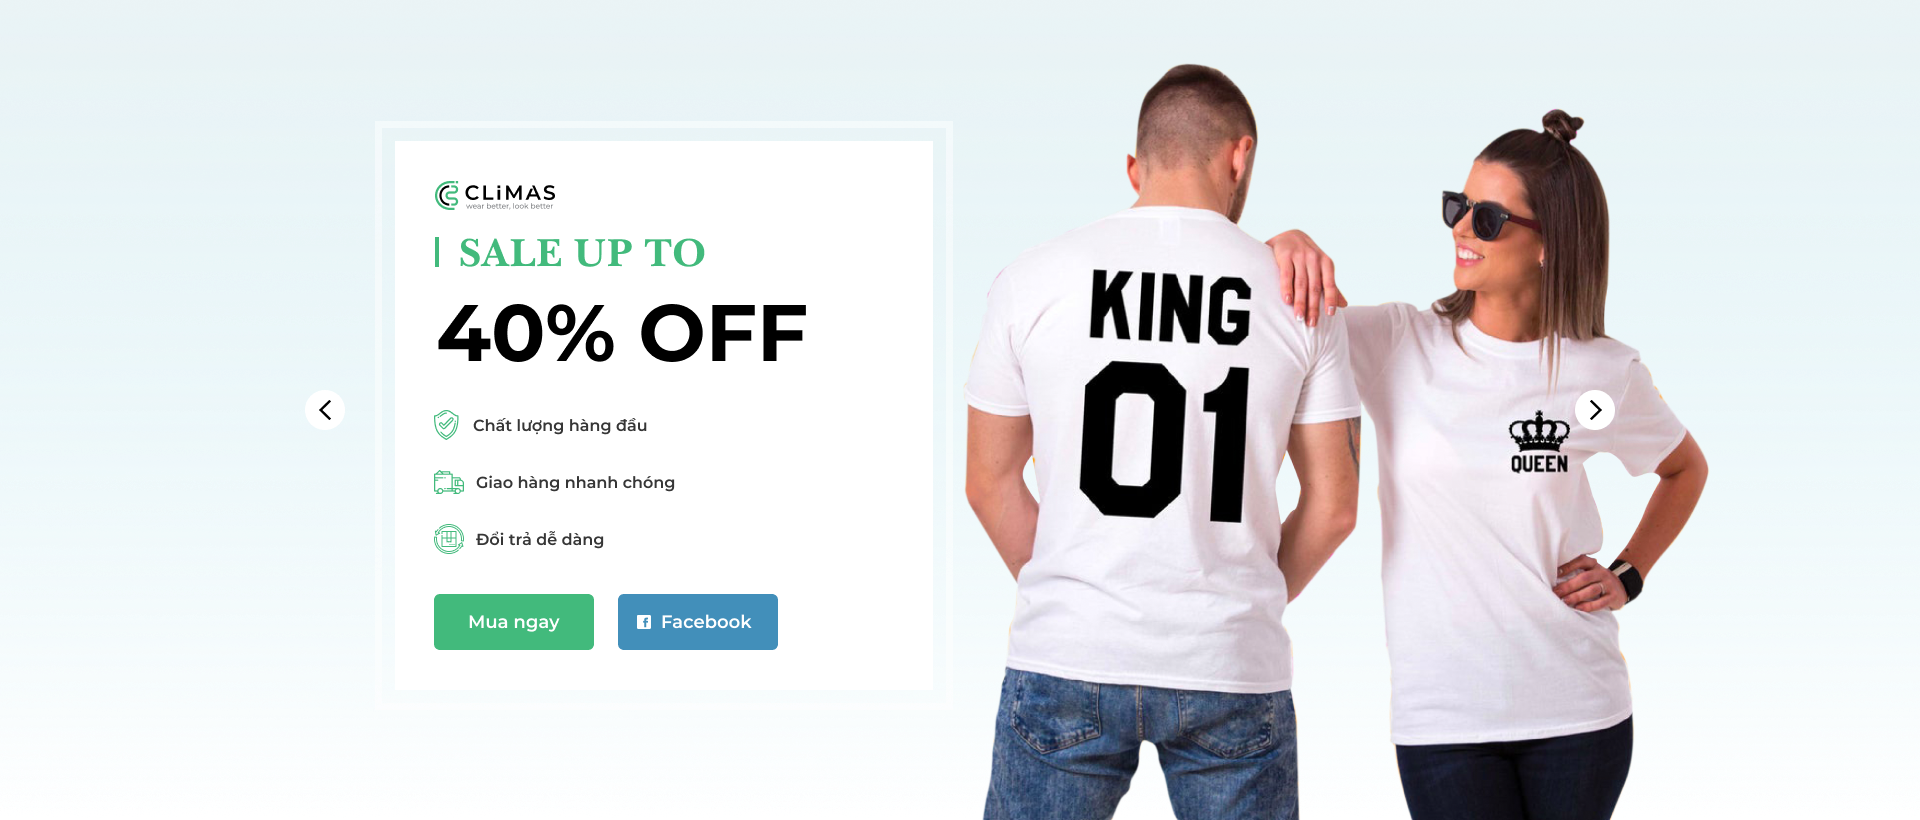 CLiMAS
wear better, look better
SALE UP TO
40% OFF
Chất lượng hàng đầu
Giao hàng nhanh chóng
Đổi trả dễ dàng
Mua ngay
Facebook
KING
01
QUEEN